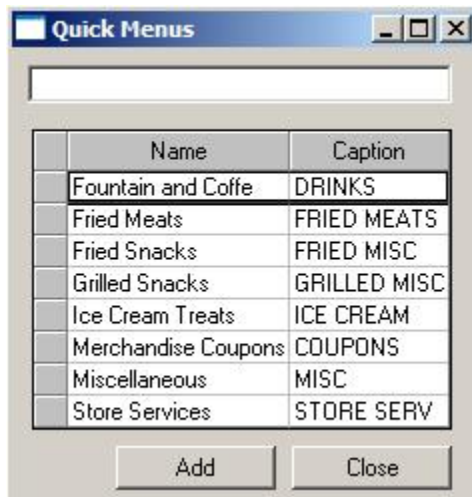 Quick Menus
Name Caption
Fountain and Coffe DRINKS
Fried Meats FRIED MEATS
Fried Snacks FRIED MISC
Grilled Snacks GRILLED MISC
Ice Cream Treats ICE CREAM
Merchandise Coupons COUPONS
Miscellaneous MISC
Store Services STORE SERV
Add Close